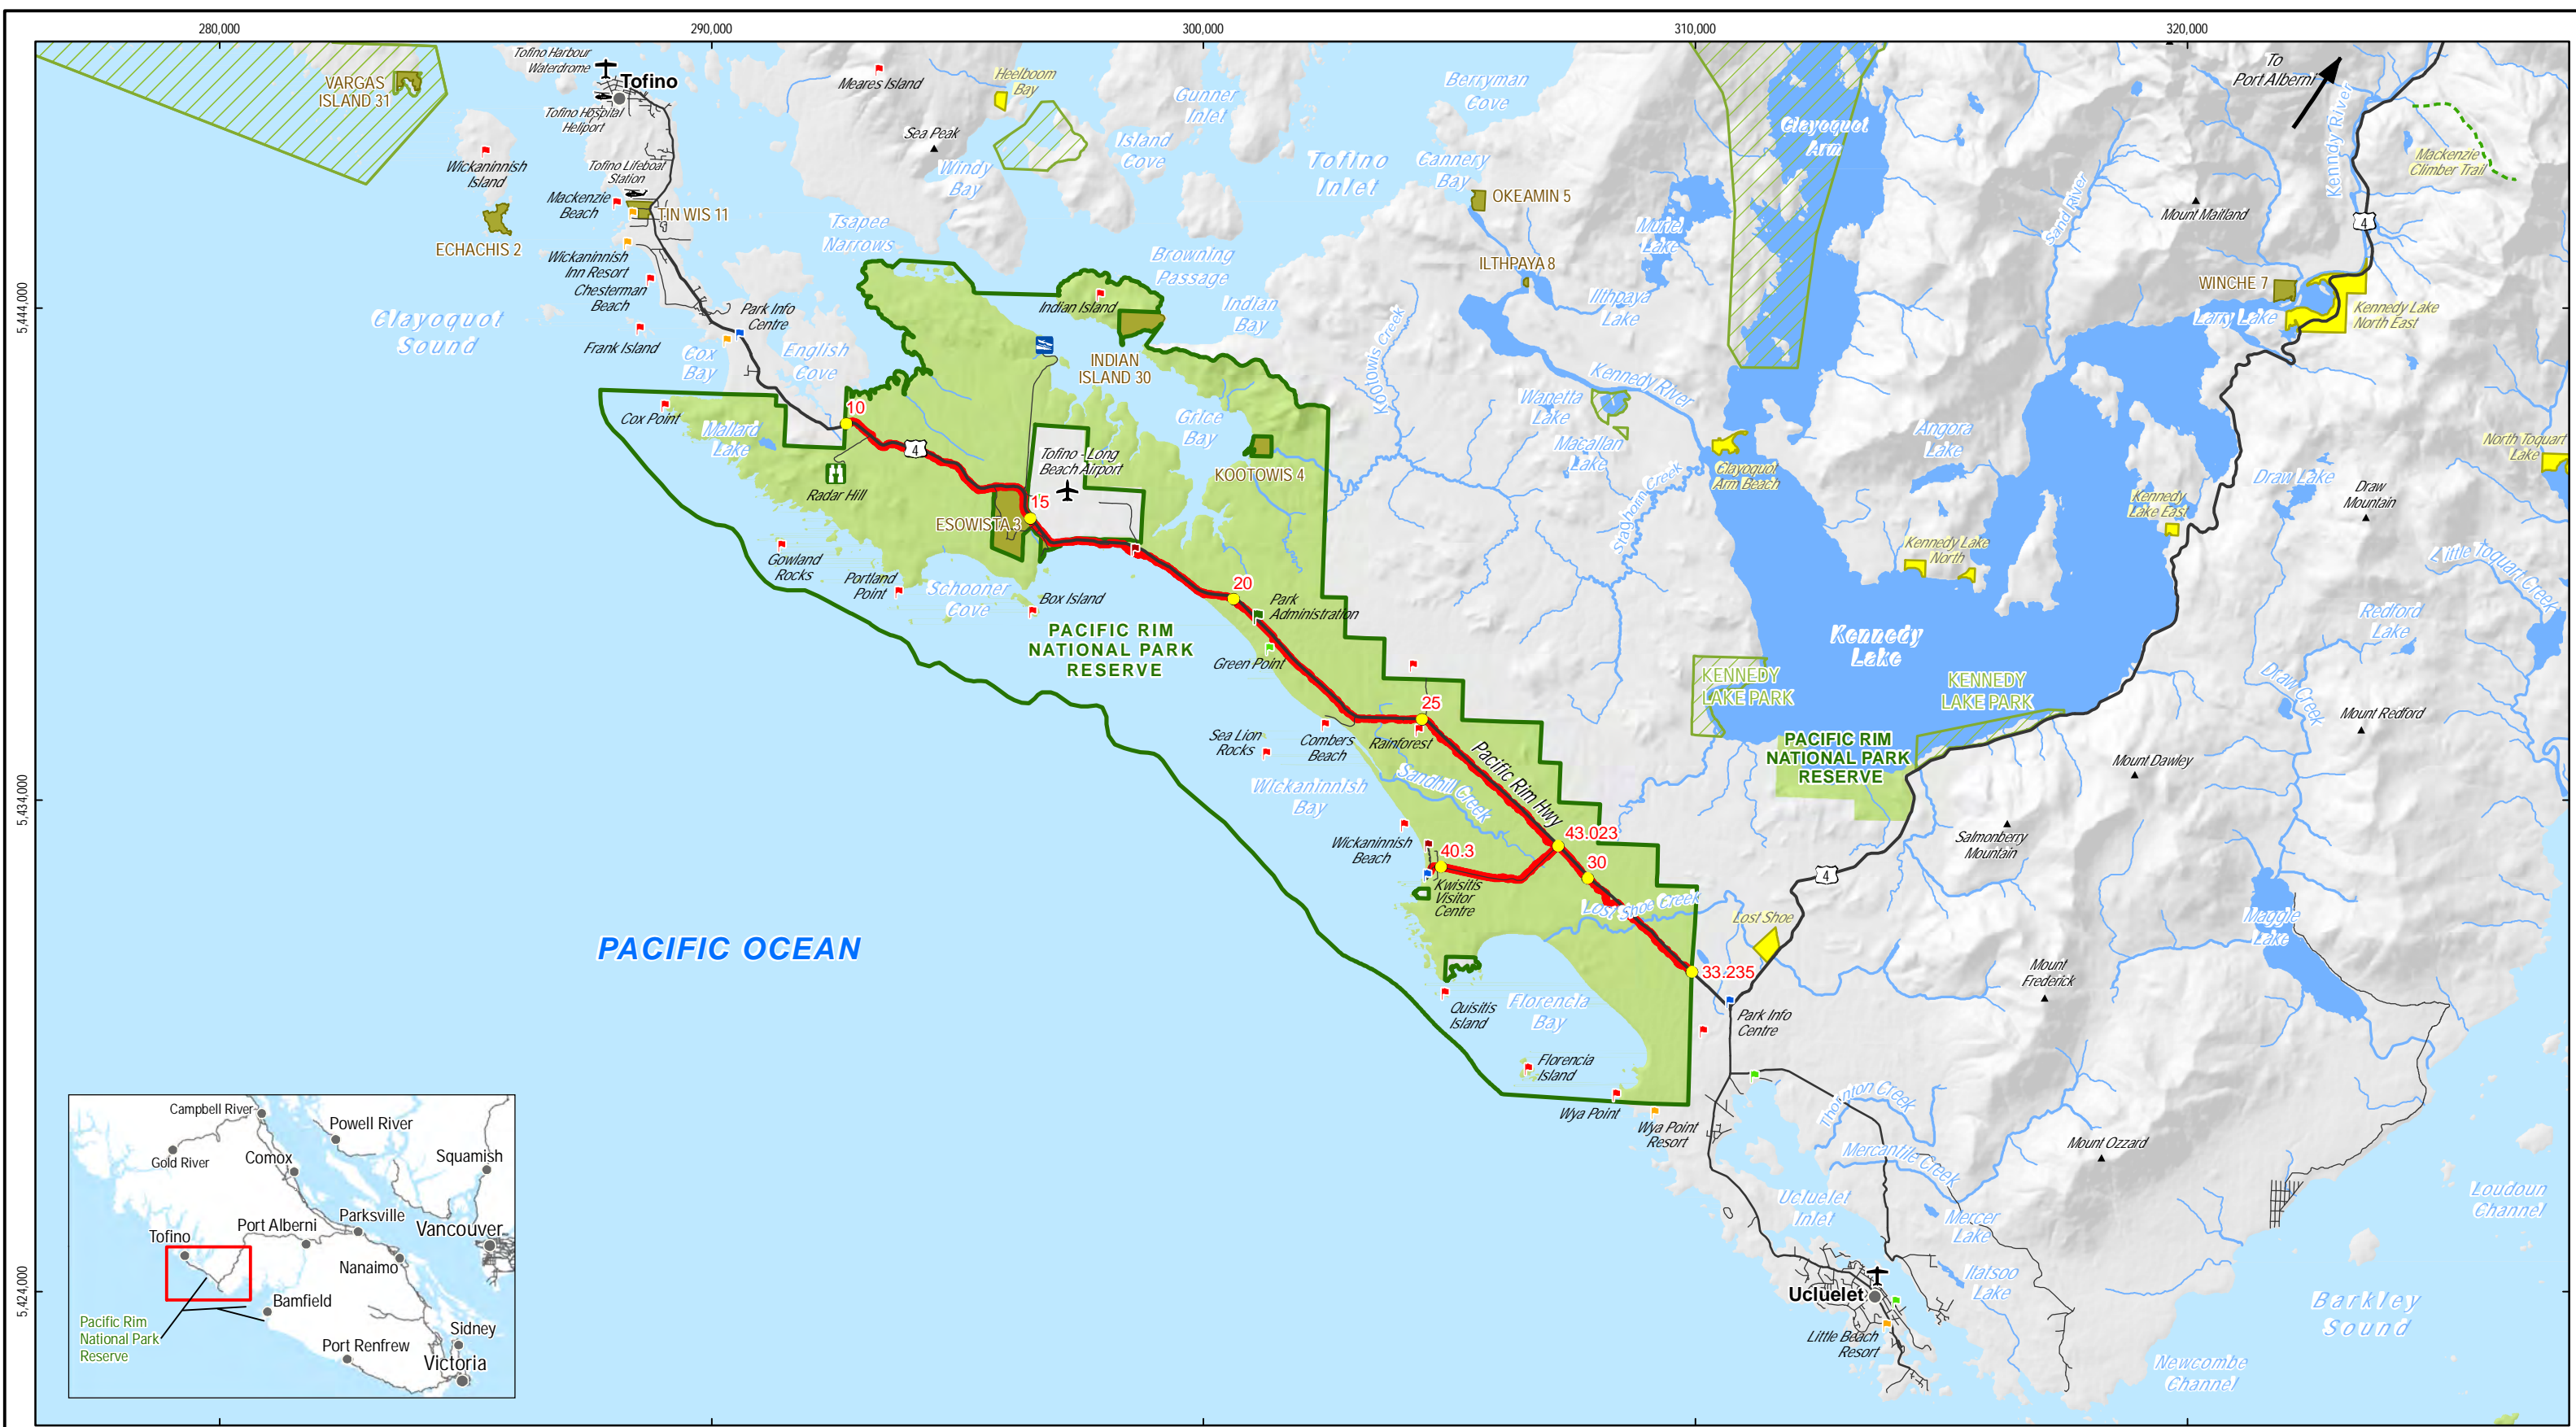 280,000
290,000
300,000
310,000
320,000
5,444,000
5,434,000
5,424,000
VARGAS
ISLAND 31
Tofino Harbour
Waterdrome
Tofino
Tofino Hospital
Heliport
Wickaninnish
Island
ECHACHIS 2
Tofino Lifeboat
Station
Mackenzie
Beach
TIN WIS 11
Wickaninnish
Inn Resort
Chesterman
Beach
Frank Island
Clayoquot
Sound
Park Info
Centre
Cox
Bay
English
Cove
Meares Island
Sea Peak
Heelboom
Bay
Windy
Bay
Island
Cove
Gunner
Inlet
Tsapee
Narrows
Browning
Passage
Tofino
Inlet
Berryman
Cove
Cannery
Bay
OKEAMIN 5
ILTHPAYA 8
Ilthpaya
Lake
Muriel
Lake
Clayoquot
Arm
Indian Island
INDIAN
ISLAND 30
Indian
Bay
Kootowis Creek
Kennedy River
Wanetta
Lake
Macallan
Lake
Staghorn Creek
Clayoquot
Arm Beach
Angora
Lake
Kennedy Lake
North
Kennedy
Lake East
Kennedy
Lake
Sand River
Mount Maitland
To
Port Alberni
Kennedy River
Mackenzie
Climber Trail
4
WINCHE 7
Larry Lake
Kennedy Lake
North East
North Toquart
Lake
Draw Lake
Draw
Mountain
Little Toquart Creek
Redford
Lake
Draw Creek
Mount Redford
Mount Dawley
Cox Point
Mallard
Lake
10
4
Radar Hill
Tofino - Long
Beach Airport
Grice
Bay
KOOTOWIS 4
15
ESOWISTA 3
Gowland
Rocks
Portland
Point
Schooner
Cove
Box Island
20
Park
Administration
PACIFIC RIM
NATIONAL PARK
RESERVE
Green Point
25
Sea Lion
Rocks
Combers
Beach
Rainforest
Wickaninnish
Bay
Sandhill Creek
Pacific Rim Hwy
KENNEDY
LAKE PARK
KENNEDY
LAKE PARK
PACIFIC RIM
NATIONAL PARK
RESERVE
Salmonberry
Mountain
Wickaninnish
Beach
40.3
43.023
30
Kwisitis
Visitor
Centre
Lost Shoe Creek
4
Lost Shoe
33.235
Maggie
Lake
Mount
Frederick
PACIFIC OCEAN
Quisitis
Island
Florencia
Bay
Park Info
Centre
Florencia
Island
Wya Point
Wya Point
Resort
Thornton Creek
Mercantile Creek
Mount Ozzard
Ucluelet
Inlet
Mercer
Lake
Itatsoo
Lake
Ucluelet
Little Beach
Resort
Loudoun
Channel
Barkley
Sound
Newcombe
Channel
Campbell River
Powell River
Gold River
Comox
Squamish
Port Alberni
Parksville
Vancouver
Tofino
Nanaimo
Bamfield
Pacific Rim
National Park
Reserve
Port Renfrew
Sidney
Victoria